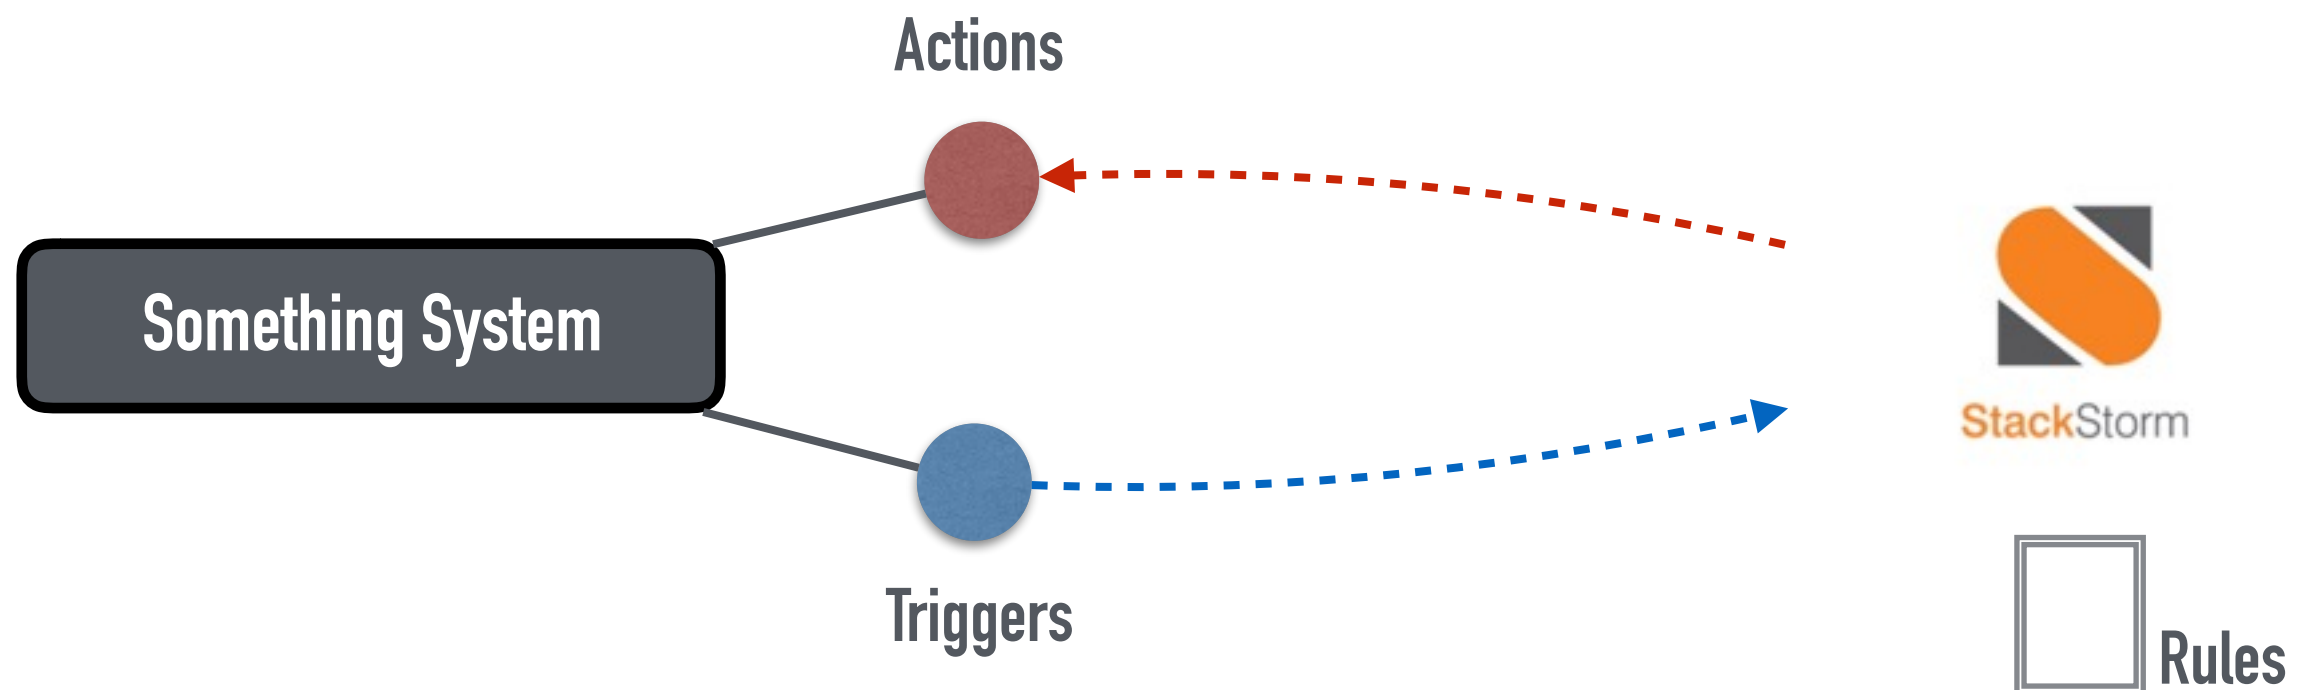 Actions
Something System
StackStorm
Triggers
Rules